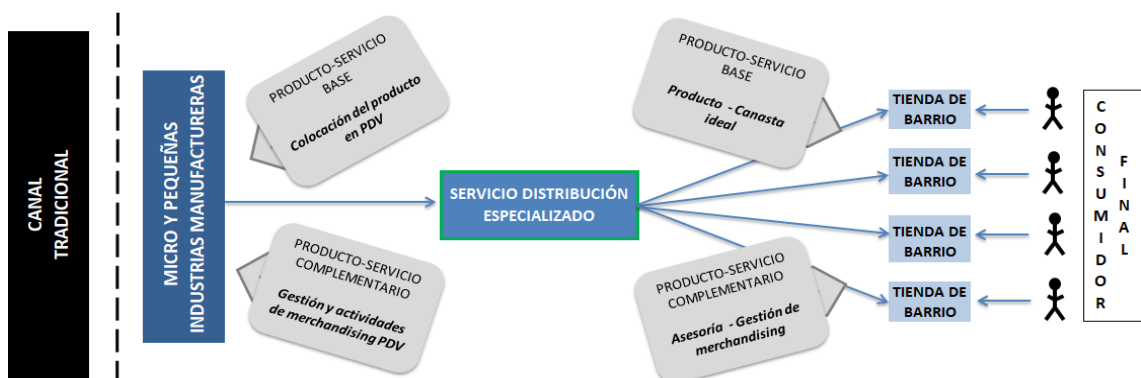 CANAL
TRADICIONAL
MICRO Y PEQUEÑAS
INDUSTRIAS MANUFACTURERAS
PRODUCTO-SERVICIO
BASE
Colocación del producto
en PDV
PRODUCTO-SERVICIO
COMPLEMENTARIO
Gestión y actividades
de merchandising PDV
SERVICIO DISTRIBUCIÓN
ESPECIALIZADO
PRODUCTO-SERVICIO
BASE
Producto - Canasta
ideal
PRODUCTO-SERVICIO
COMPLEMENTARIO
Asesoría - Gestión de
merchandising
TIENDA DE
BARRIO
TIENDA DE
BARRIO
TIENDA DE
BARRIO
TIENDA DE
BARRIO
CONSUMIDOR
FINAL